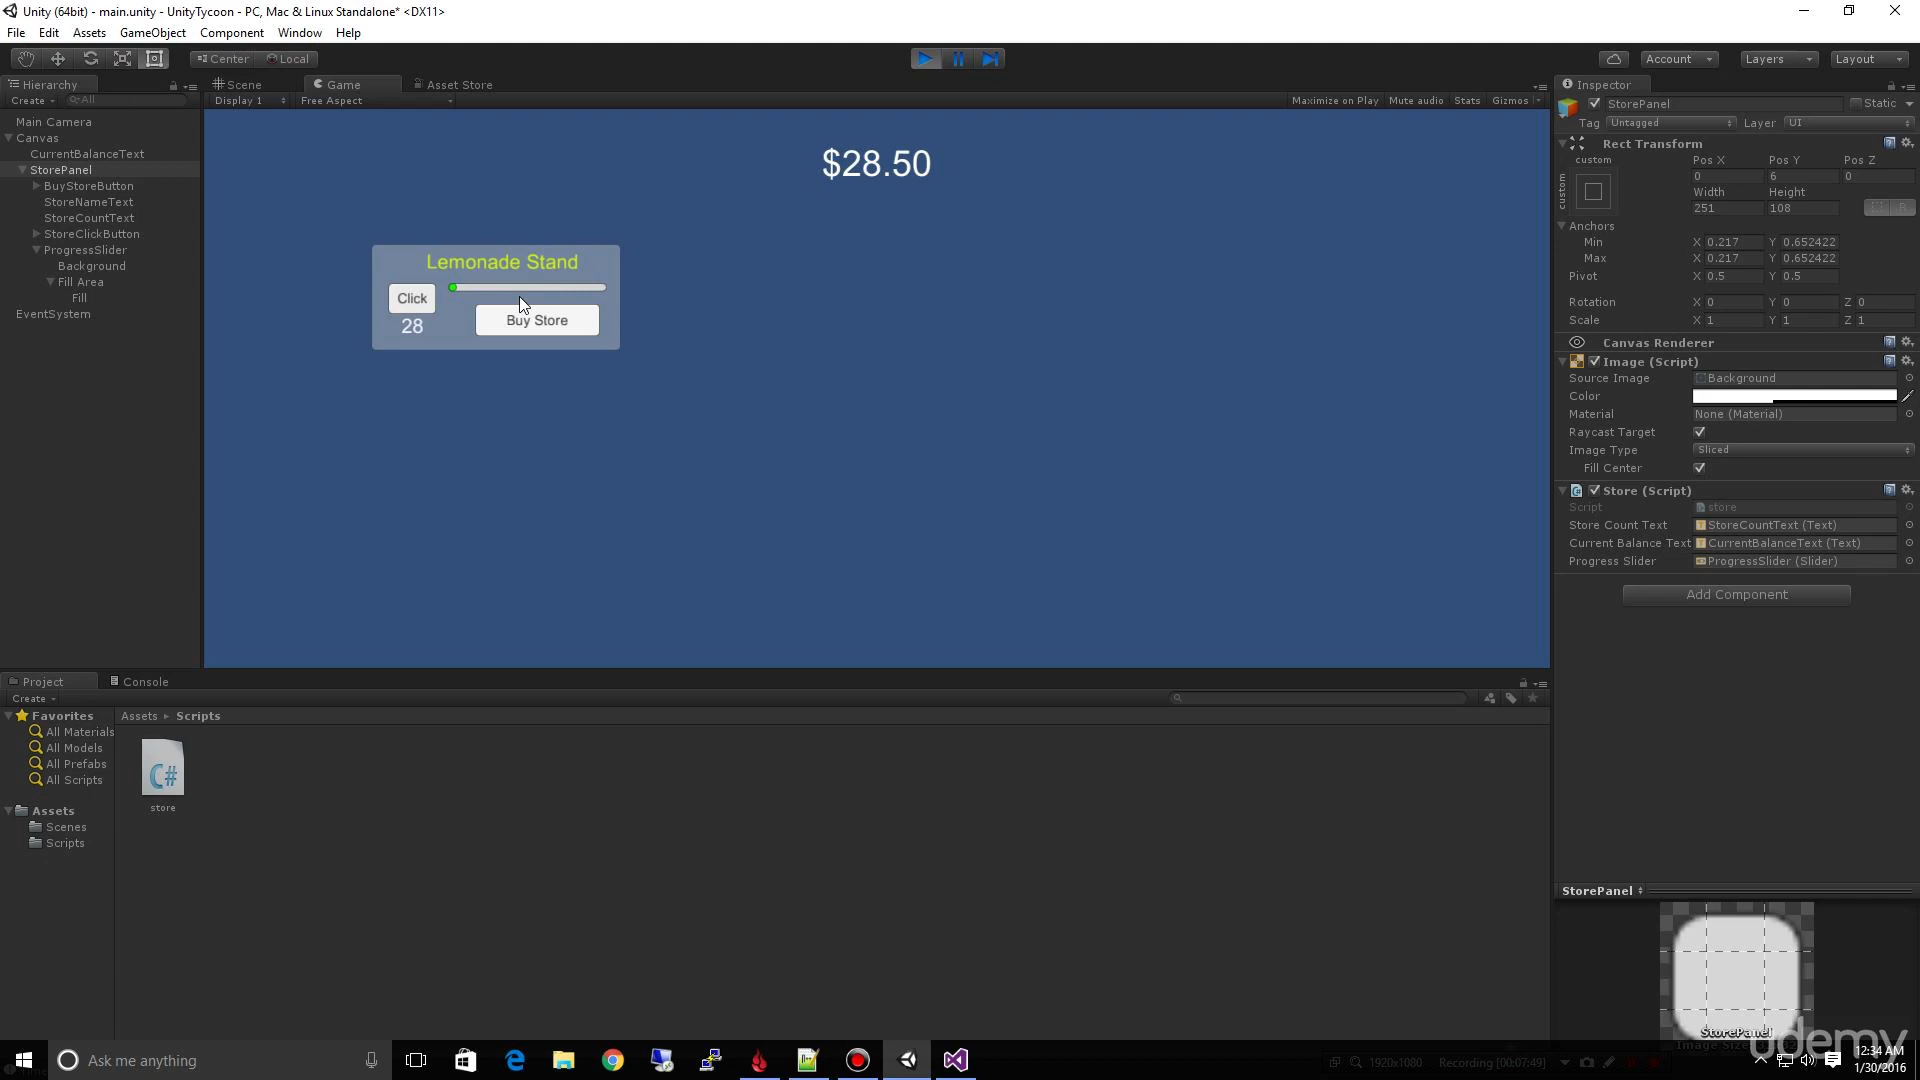 Unity (64bit) - main.unity - UnityTycoon - PC, Mac & Linux Standalone* <DX11>
File Edit Assets GameObject Component Window Help
Center Local
Account Layers Layout
Hierarchy
Create All
Main Camera
Canvas
CurrentBalanceText
StorePanel
BuyStoreButton
StoreNameText
StoreCountText
StoreClickButton
ProgressSlider
Background
Fill Area
Fill
EventSystem
Scene Game Asset Store
Display 1 Free Aspect Maximize on Play Mute audio Stats Gizmos
$28.50
Lemonade Stand
Click
28
Buy Store
Inspector
StorePanel Static
Tag Untagged Layer UI
Rect Transform
custom Pos X Pos Y Pos Z
custom
0 6 0
Width Height
251 108
R
Anchors
Min X 0.217 Y 0.652422
Max X 0.217 Y 0.652422
Pivot X 0.5 Y 0.5
Rotation X 0 Y 0 Z 0
Scale X 1 Y 1 Z 1
Canvas Renderer
Image (Script)
Source Image Background
Color
Material None (Material)
Raycast Target
Image Type Sliced
Fill Center
Store (Script)
Script store
Store Count Text StoreCountText (Text)
Current Balance Text CurrentBalanceText (Text)
Progress Slider ProgressSlider (Slider)
Add Component
Project Console
Create
Favorites
All Materials
All Models
All Prefabs
All Scripts
Assets
Scenes
Scripts
Assets Scripts
C#
store
StorePanel
StorePanel
udemy
Ask me anything
1920x1080 Recording [00:07:49]
12:34 AM
1/30/2016